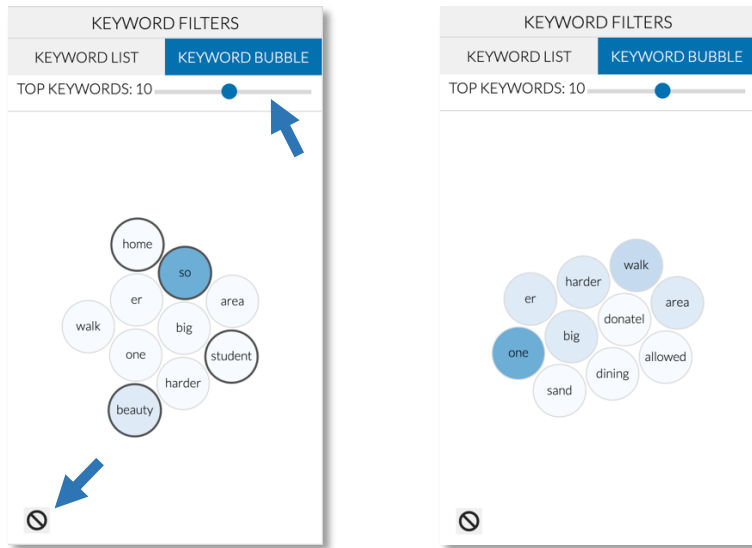 KEYWORD FILTERS
KEYWORD LIST KEYWORD BUBBLE
TOP KEYWORDS: 10
home
so
er
area
walk
big
one
student
harder
beauty
KEYWORD FILTERS
KEYWORD LIST KEYWORD BUBBLE
TOP KEYWORDS: 10
walk
harder
er
area
donatel
big
one
allowed
dining
sand